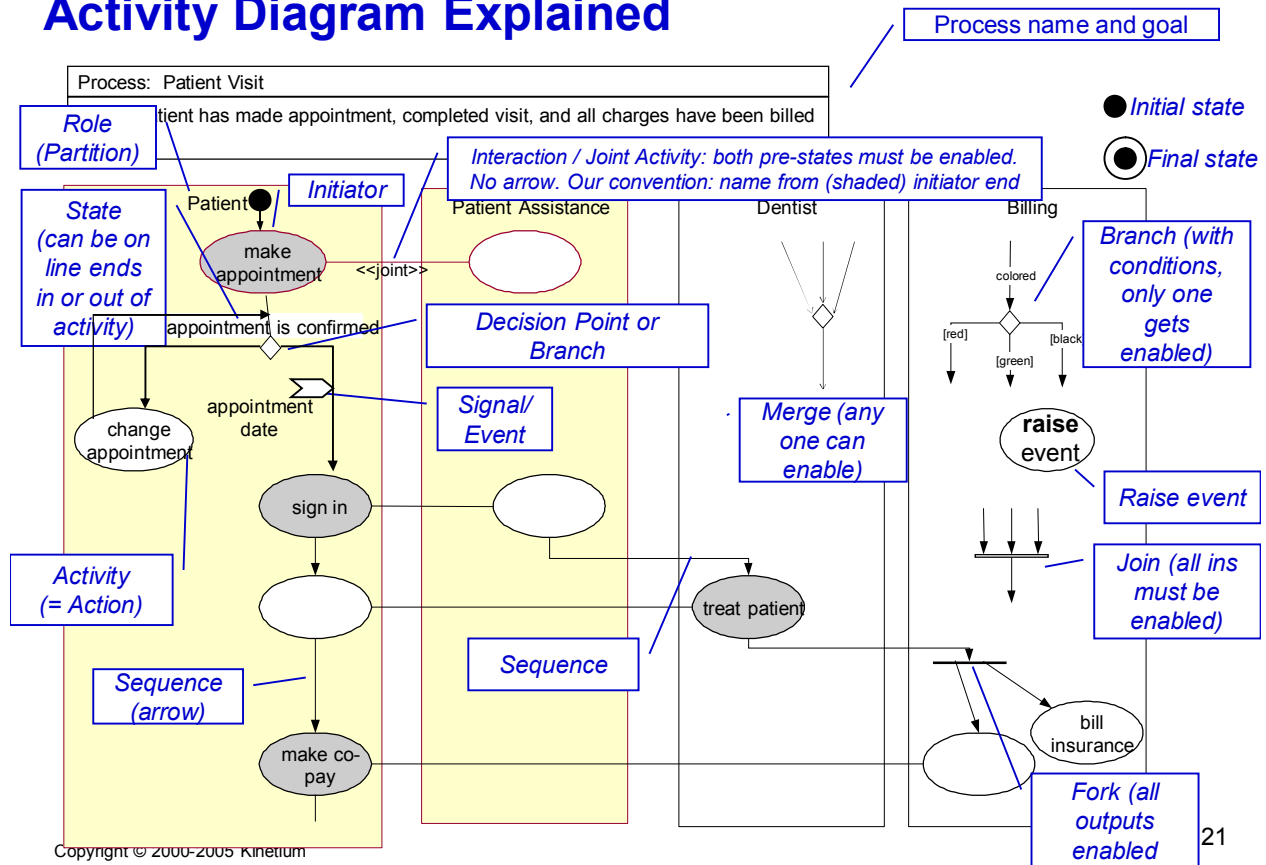 Activity Diagram Explained
Process name and goal
Process: Patient Visit
tient has made appointment, completed visit, and all charges have been billed
Initial state
Final state
Role
(Partition)
Interaction / Joint Activity: both pre-states must be enabled.
No arrow. Our convention: name from (shaded) initiator end
Initiator
State
(can be on
line ends
in or out of
activity)
Patient
Patient Assistance
Dentist
Billing
make
appointment
<<joint>>
appointment is confirmed
Decision Point or
Branch
colored
[red]
[green]
[black
Branch (with
conditions,
only one
gets
enabled)
appointment
date
Signal/
Event
Merge (any
one can
enable)
change
appointment
raise
event
Raise event
sign in
Join (all ins
must be
enabled)
Activity
(= Action)
treat patient
Sequence
Sequence
(arrow)
bill
insurance
make co-
pay
Fork (all
outputs
enabled
21
Copyright © 2000-2005 Kinetium